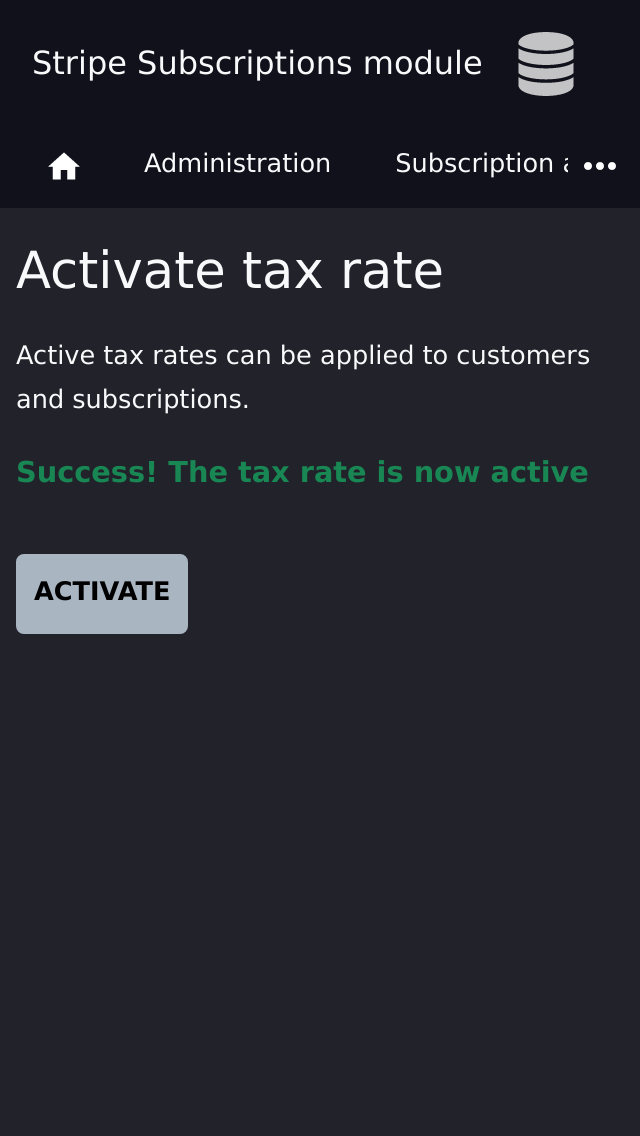 Stripe Subscriptions module
Administration
Subscription
Activate tax rate
Active tax rates can be applied to customers
and subscriptions.
Success! The tax rate is now active
ACTIVATE